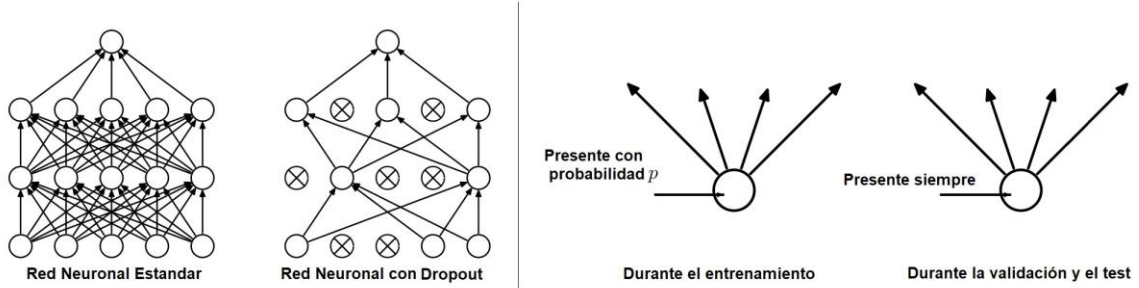 Red Neuronal Estandar
Red Neuronal con Dropout
Presente con
probabilidad p
Durante el entrenamiento
Presente siempre
Durante la validación y el test